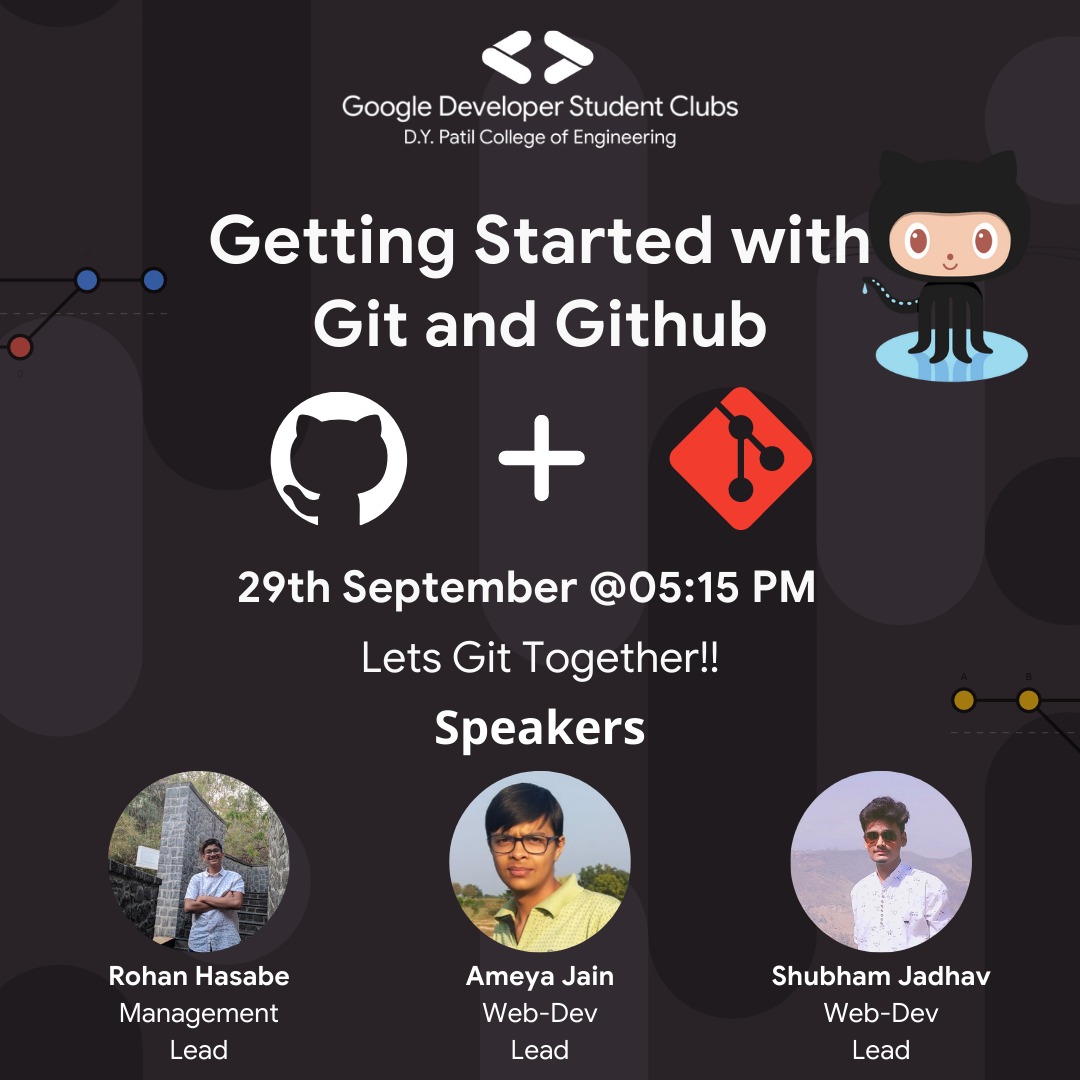 Google Developer Student Clubs
D.Y. Patil College of Engineering
Getting Started with
Git and Github
29th September @05:15 PM
Lets Git Together!!
A B
Speakers
Rohan Hasabe
Management
Lead
Ameya Jain
Web-Dev
Lead
Shubham Jadhav
Web-Dev
Lead